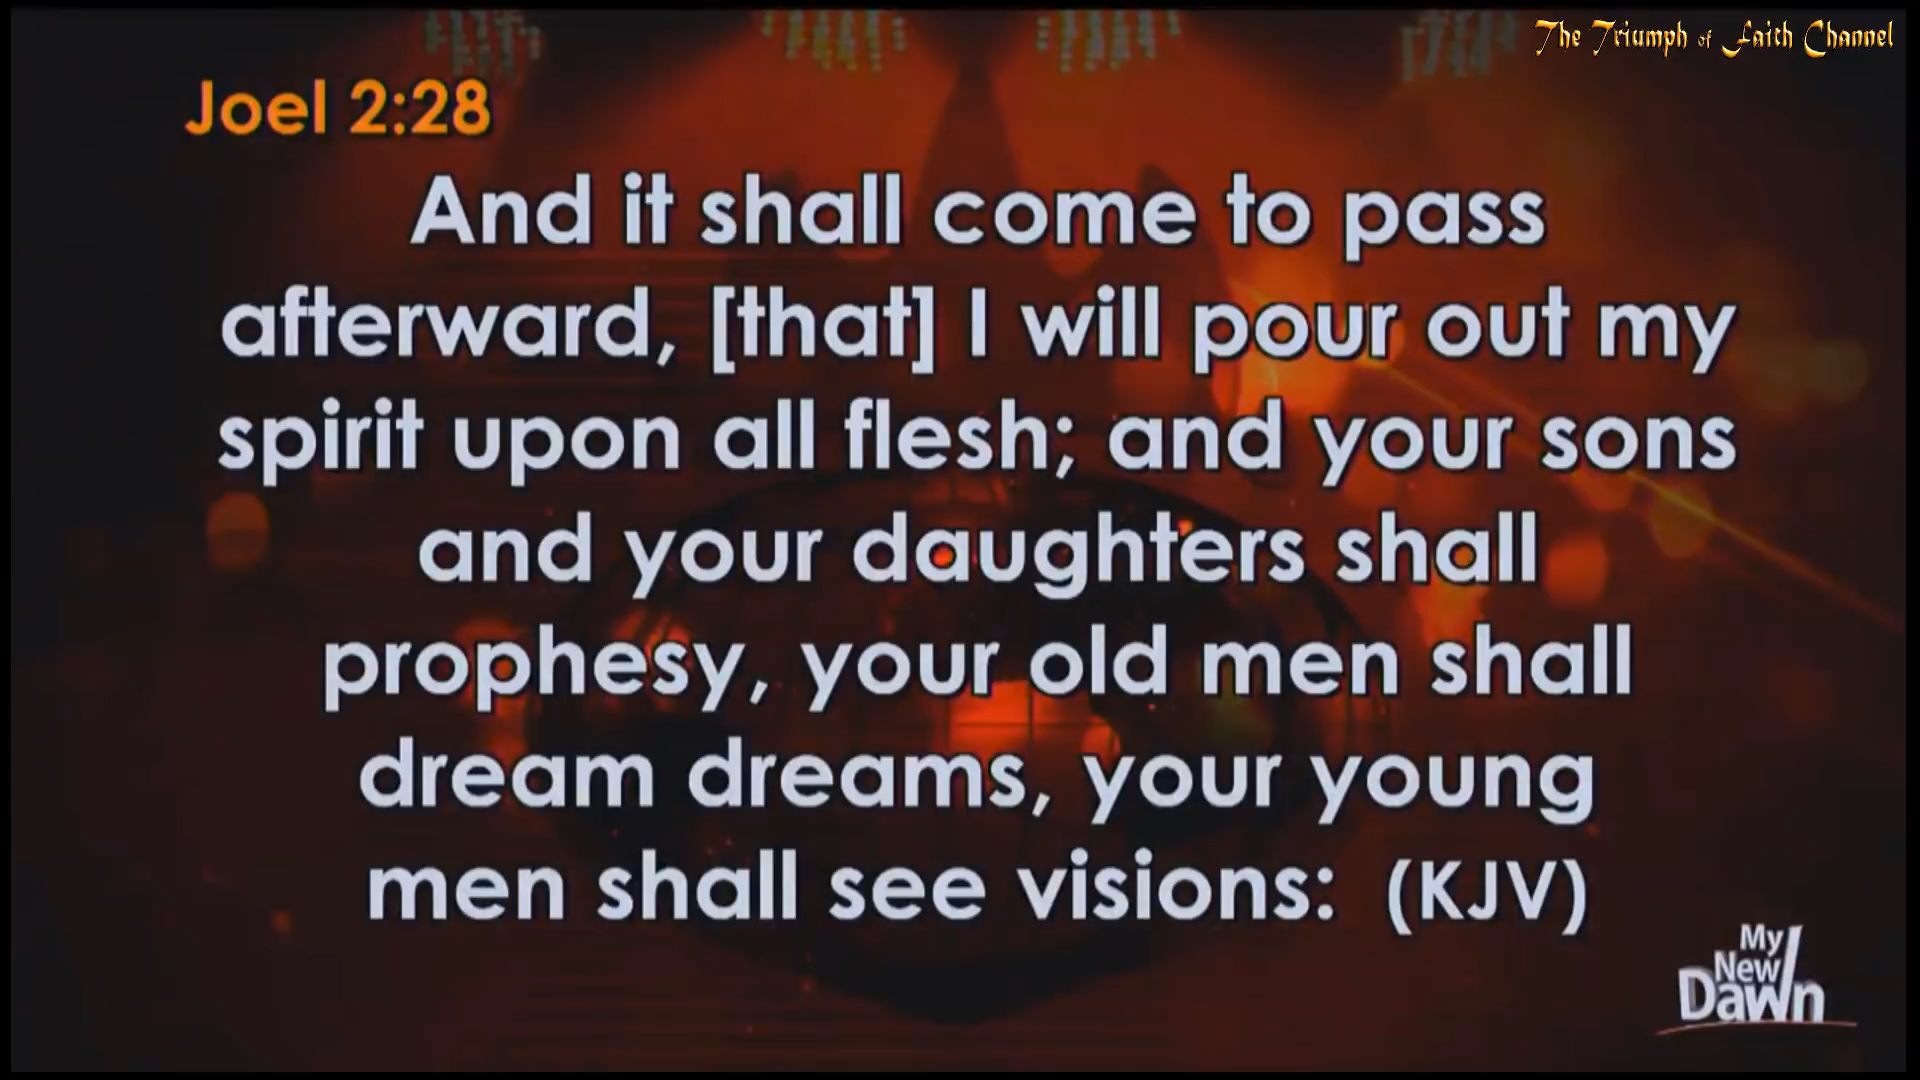 The Triumph of Faith Channel
Joel 2:28
And it shall come to pass
afterward, [that] I will pour out my
spirit upon all flesh; and your sons
and your daughters shall
prophesy, your old men shall
dream dreams, your young
men shall see visions: (KJV)
My
New
Dawn